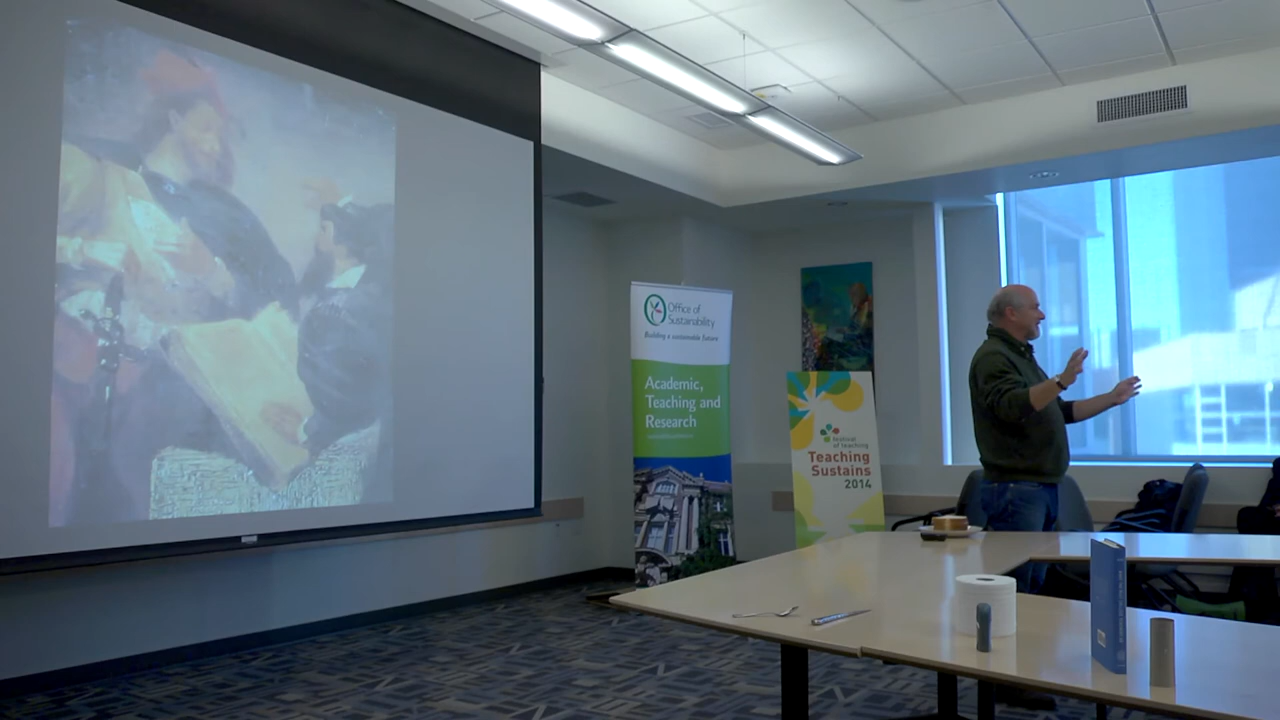 Office of
Sustainability
Building a sustainable future
Academic,
Teaching and
Research
festival
of teaching
Teaching
Sustains
2014